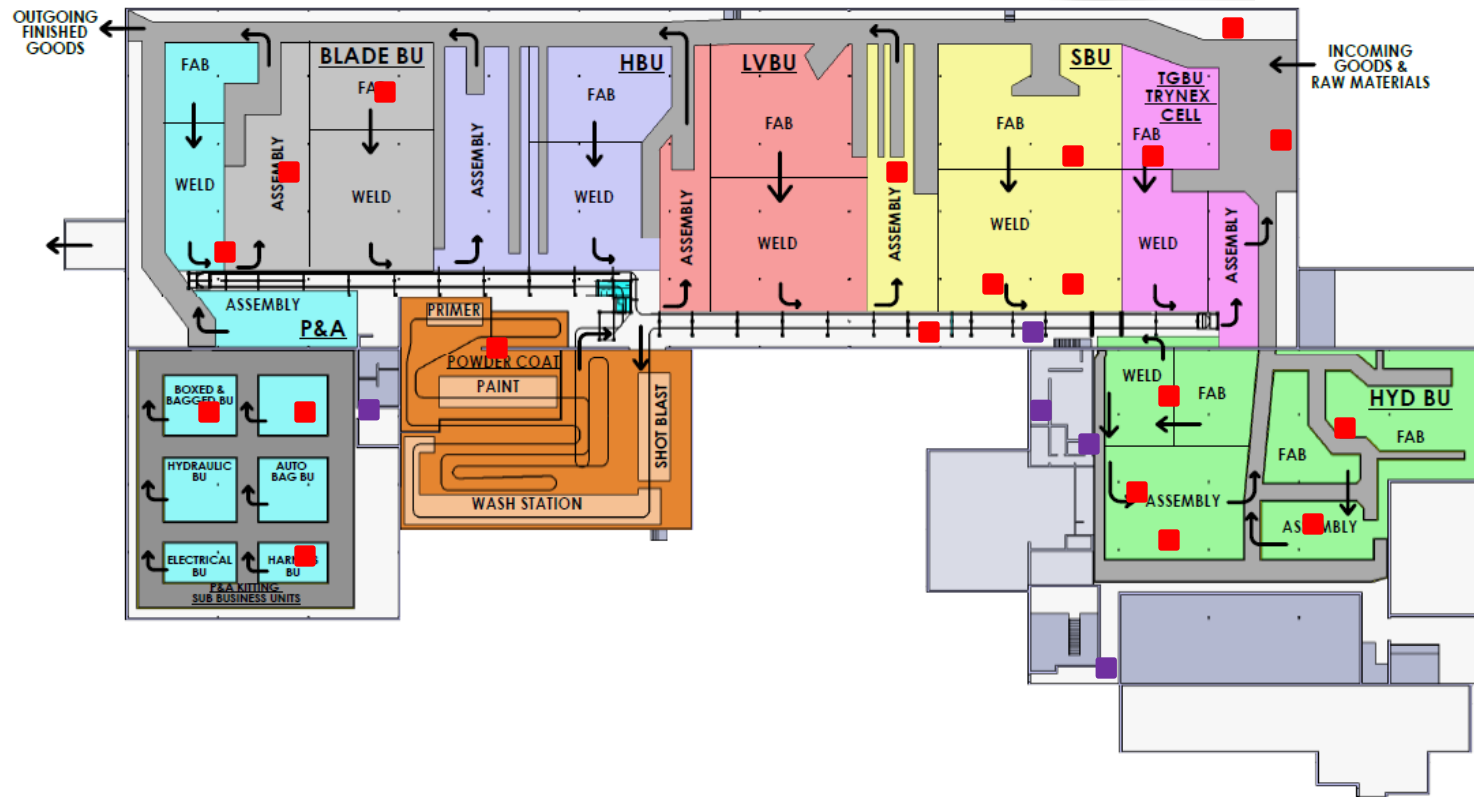 OUTGOING
FINISHED
GOODS
INCOMING
GOODS &
RAW MATERIALS
FAB
WELD
ASSEMBLY
P&A
BLADE BU
FAB
WELD
ASSEMBLY
HBU
FAB
WELD
ASSEMBLY
LVBU
FAB
WELD
ASSEMBLY
SBU
FAB
WELD
ASSEMBLY
TGBU
TRYNEX
CELL
FAB
WELD
ASSEMBLY
PRIMER
POWDER COAT
PAINT
SHOT BLAST
WASH STATION
BOXED &
BAGGED BU
HYDRAULIC
BU
AUTO
BAG BU
ELECTRICAL
BU
BU
P&A KITTING
SUB BUSINESS UNITS
WELD
FAB
ASSEMBLY
HYD BU
FAB
FAB
ASSEMBLY